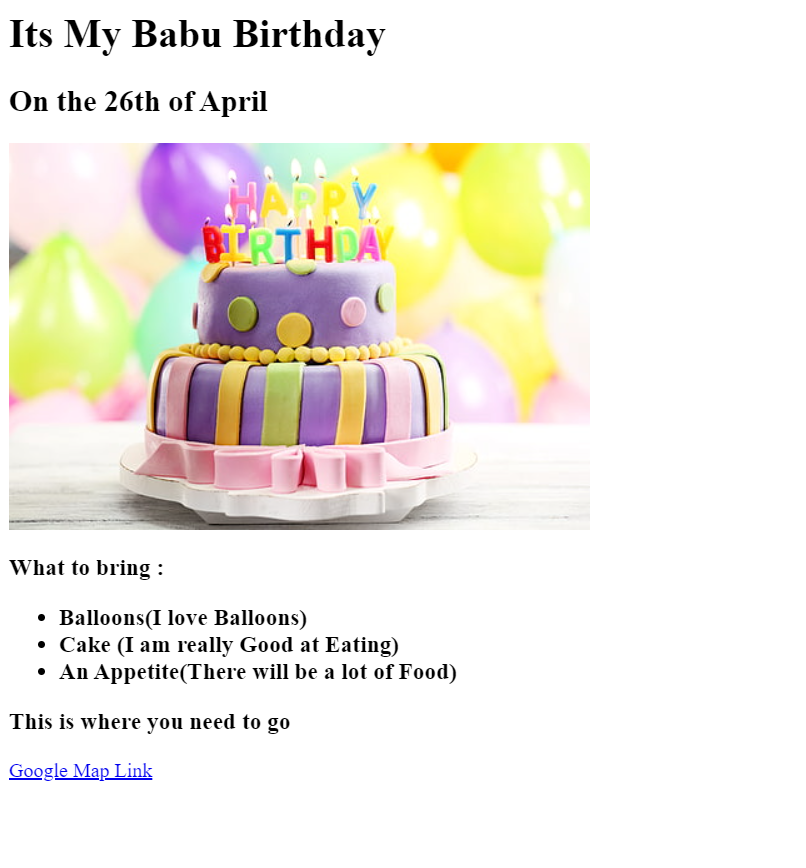 Its My Babu Birthday
On the 26th of April
HAPPY
BIRTHDAY
What to bring :
Balloons(I love Balloons)
Cake (I am really Good at Eating)
An Appetite(There will be a lot of Food)
This is where you need to go
Google Map Link